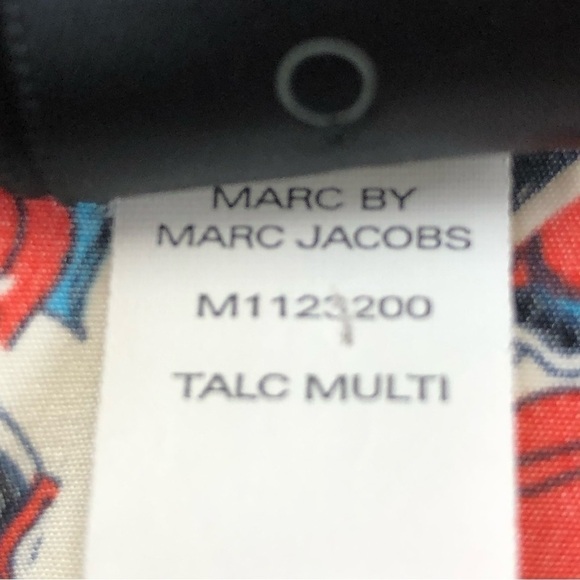 MARC BY
MARC JACOBS
M1123200
TALC MULTI